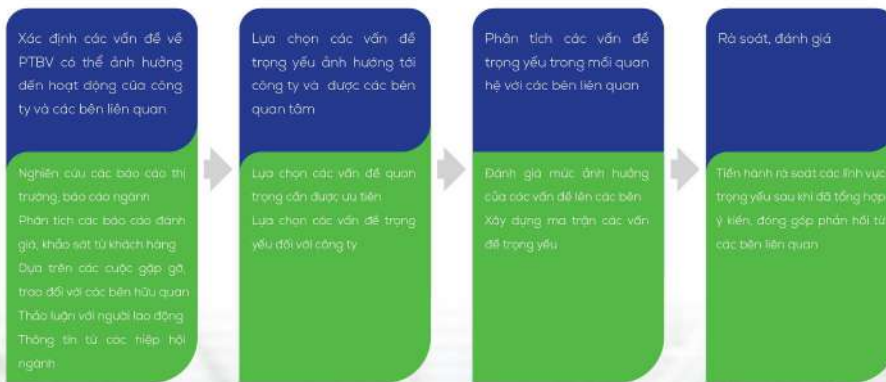 Xác định các vấn đề về
PTBV có thể ảnh hưởng
đến hoạt động của công
ty và các bên liên quan
Nghiên cứu các báo cáo thị
trường, báo cáo ngành
Phân tích các báo cáo đánh
giá, khảo sát từ khách hàng
Dựa trên các cuộc gặp gỡ,
trao đổi với các bên hữu quan
Thảo luận với người lao động
Thông tin từ các hiệp hội
ngành
Lựa chọn các vấn đề
trọng yếu ảnh hưởng tới
công ty và được các bên
quan tâm
Lựa chọn các vấn đề quan
trọng cần được ưu tiên
Lựa chọn các vấn đề trọng
yếu đối với công ty
Phân tích các vấn đề
trọng yếu trong mối quan
hệ với các bên liên quan
Đánh giá mức ảnh hưởng
của các vấn đề lên các bên
Xây dựng ma trận các vấn
đề trọng yếu
Rà soát, đánh giá
Tiến hành rà soát các lĩnh vực
trọng yếu sau khi đã tổng hợp
ý kiến, đóng góp phản hồi từ
các bên liên quan